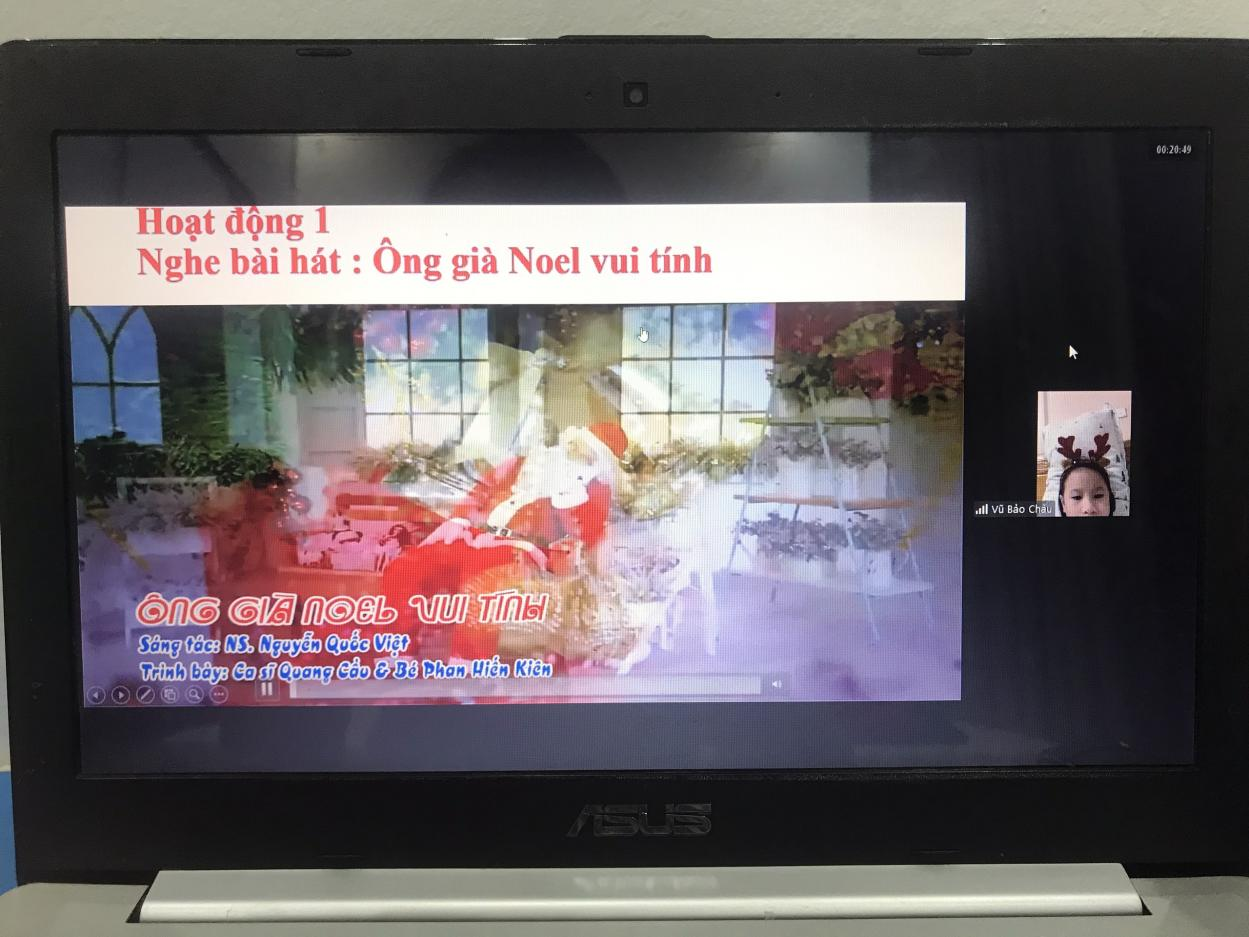 00:20:49
Hoạt động 1
Nghe bài hát : Ông già Noel vui tính
Vũ Bảo Châu
ÔNG GIÀ NOEL VUI TÍNH
Sáng tác: NS. Nguyễn Quốc Việt
Trình bày: Ca sĩ Quang Cẩu & Bé Phan Hiển Kiên
ASUS